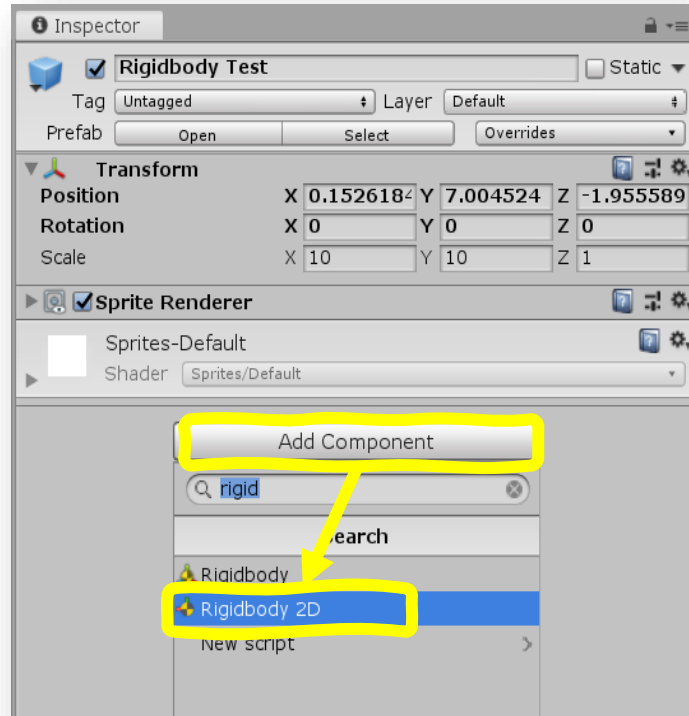 Inspector
Rigidbody Test Static
Tag Untagged Layer Default
Prefab Open Select Overrides
Transform
Position X 0.1526184 Y 7.004524 Z -1.955589
Rotation X 0 Y 0 Z 0
Scale X 10 Y 10 Z 1
Sprite Renderer
Sprites-Default
Shader Sprites/Default
Add Component
rigid
Search
Rigidbody
Rigidbody 2D
New script